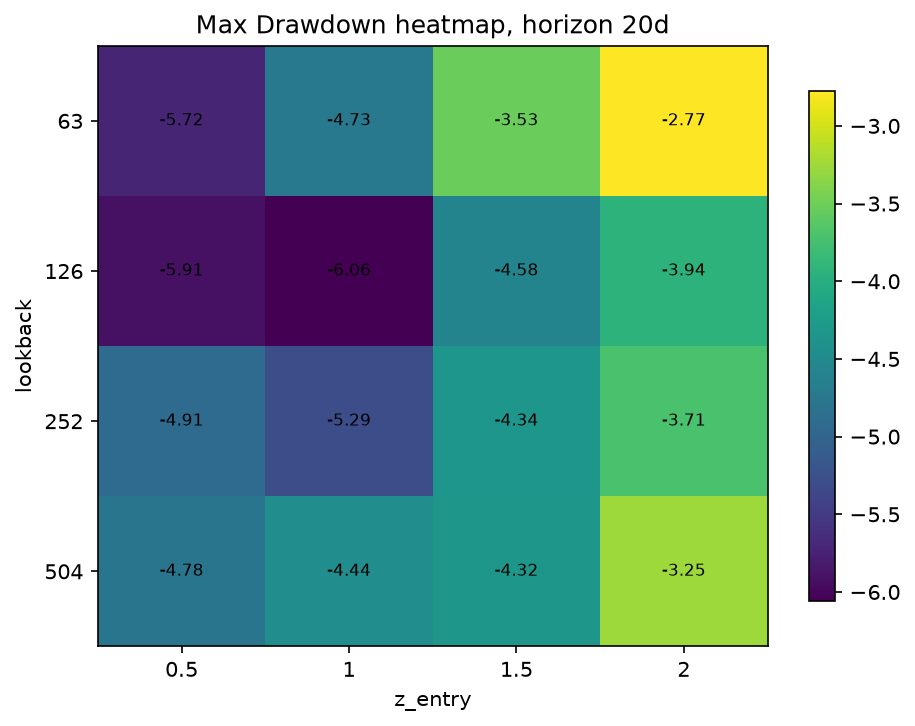 Max Drawdown heatmap, horizon 20d
63 -5.72 -4.73 -3.53 -2.77
126 -5.91 -6.06 -4.58 -3.94
252 -4.91 -5.29 -4.34 -3.71
504 -4.78 -4.44 -4.32 -3.25
0.5 1 1.5 2
z_entry
lookback
−3.0
−3.5
−4.0
−4.5
−5.0
−5.5
−6.0